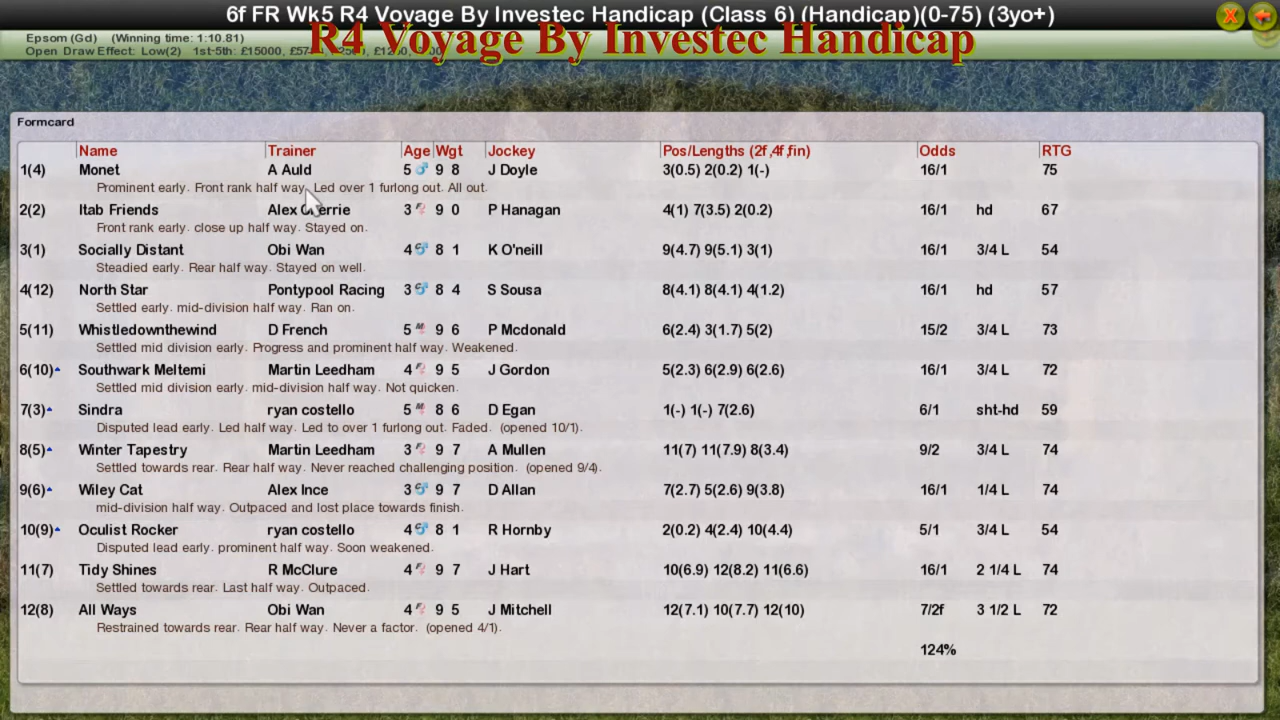 6f FR Wk5 R4 Voyage By Investec Handicap (Class 6) (Handicap)(0-75) (3yo+)
R4 Voyage By Investec Handicap
Epsom (Gd) (Winning time: 1:10.81)
Open Draw Effect: Low(2) 1st-5th: £15000,
Formcard
Name Trainer Age Wgt Jockey Pos/Lengths (2f,4f,fin) Odds RTG
1(4) Monet A Auld 5 9 8 J Doyle 3(0.5) 2(0.2) 1(-) 16/1 75
Prominent early. Front rank half way. Led over 1 furlong out. All out.
2(2) Itab Friends Alex 3 9 0 P Hanagan 4(1) 7(3.5) 2(0.2) 16/1 hd 67
Front rank early. close up half way. Stayed on.
3(1) Socially Distant Obi Wan 4 8 1 K O'neill 9(4.7) 9(5.1) 3(1) 16/1 3/4 L 54
Steadied early. Rear half way. Stayed on well.
4(12) North Star Pontypool Racing 3 8 4 S Sousa 8(4.1) 8(4.1) 4(1.2) 16/1 hd 57
Settled early. mid-division half way. Ran on.
5(11) Whistledownthewind D French 5 9 6 P Mcdonald 6(2.4) 3(1.7) 5(2) 15/2 3/4 L 73
Settled mid division early. Progress and prominent half way. Weakened.
6(10) Southwark Meltemi Martin Leedham 4 9 5 J Gordon 5(2.3) 6(2.9) 6(2.6) 16/1 3/4 L 72
Settled mid division early. mid-division half way. Not quicken.
7(3) Sindra ryan costello 5 8 6 D Egan 1(-) 1(-) 7(2.6) 6/1 sht-hd 59
Disputed lead early. Led half way. Led to over 1 furlong out. Faded. (opened 10/1).
8(5) Winter Tapestry Martin Leedham 3 9 7 A Mullen 11(7) 11(7.9) 8(3.4) 9/2 3/4 L 74
Settled towards rear. Rear half way. Never reached challenging position. (opened 9/4).
9(6) Wiley Cat Alex Ince 3 9 7 D Allan 7(2.7) 5(2.6) 9(3.8) 16/1 1/4 L 74
mid-division half way. Outpaced and lost place towards finish.
10(9) Oculist Rocker ryan costello 4 8 1 R Hornby 2(0.2) 4(2.4) 10(4.4) 5/1 3/4 L 54
Disputed lead early. prominent half way. Soon weakened.
11(7) Tidy Shines R McClure 4 9 7 J Hart 10(6.9) 12(8.2) 11(6.6) 16/1 2 1/4 L 74
Settled towards rear. Last half way. Outpaced.
12(8) All Ways Obi Wan 4 9 5 J Mitchell 12(7.1) 10(7.7) 12(10) 7/2f 3 1/2 L 72
Restrained towards rear. Rear half way. Never a factor. (opened 4/1).
124%